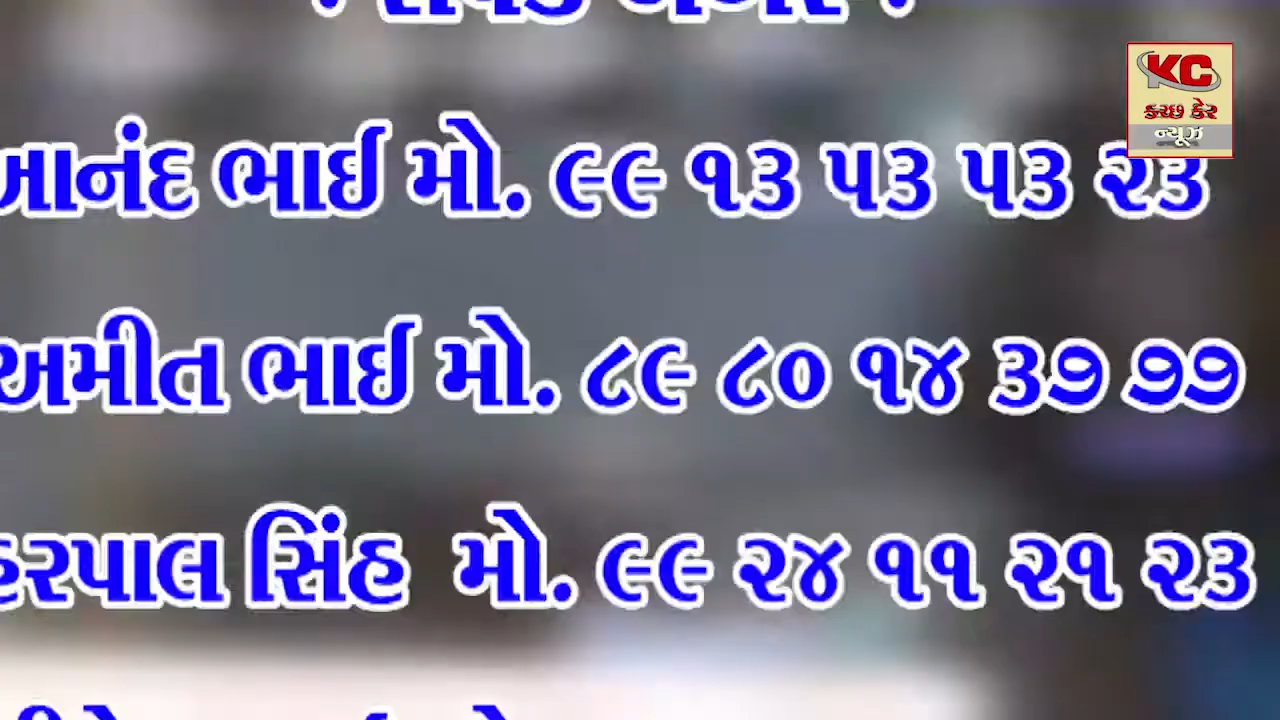 KC
કચ્છ કેર
ન્યૂઝ
આનંદ ભાઈ મો. ૯૯ ૧૩ ૫૩ ૫૩ ૨૩
અમીત ભાઈ મો. ૮૯ ૮૦ ૧૪ ૩૭ ૭૭
હરપાલ સિંહ મો. ૯૯ ૨૪ ૧૧ ૨૧ ૨૩